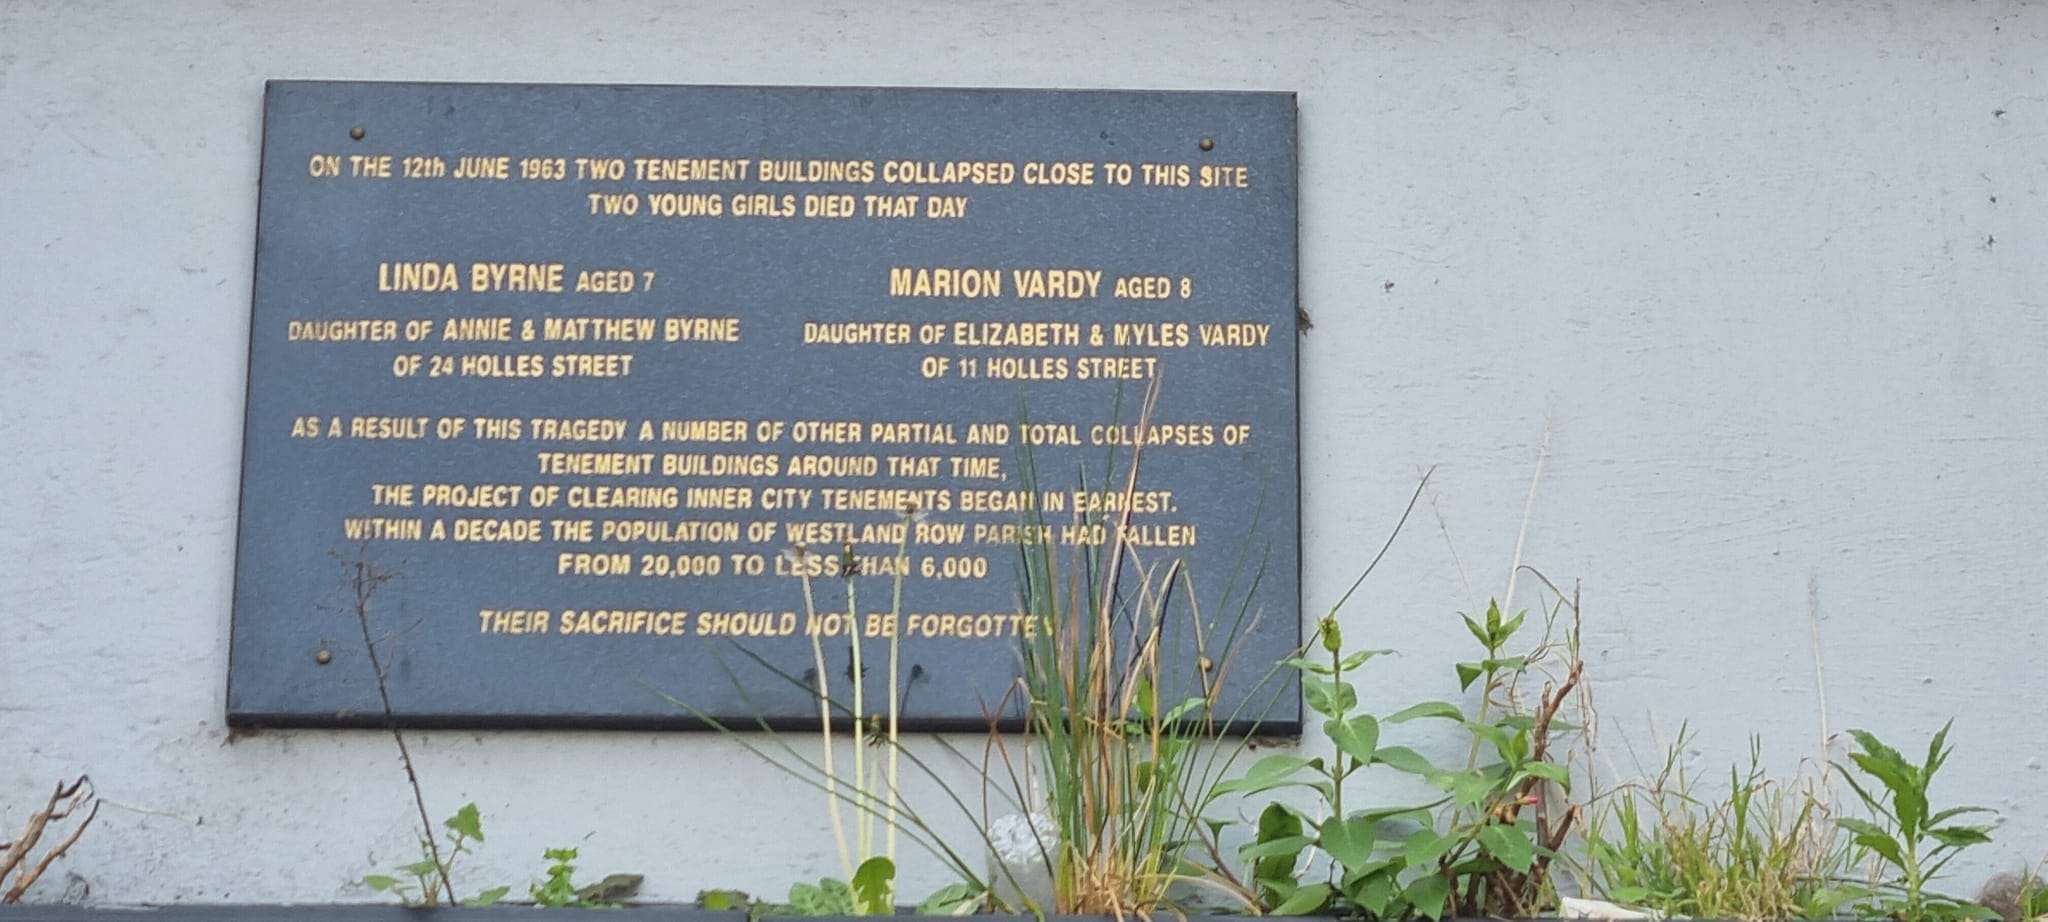 ON THE 12th JUNE 1963 TWO TENEMENT BUILDINGS COLLAPSED CLOSE TO THIS SITE
TWO YOUNG GIRLS DIED THAT DAY
LINDA BYRNE AGED 7
DAUGHTER OF ANNIE & MATTHEW BYRNE
OF 24 HOLLES STREET
MARION VARDY AGED 8
DAUGHTER OF ELIZABETH & MYLES VARDY
OF 11 HOLLES STREET
AS A RESULT OF THIS TRAGEDY A NUMBER OF OTHER PARTIAL AND TOTAL COLLAPSES OF
TENEMENT BUILDINGS AROUND THAT TIME,
THE PROJECT OF CLEARING INNER CITY TENEMENTS BEGAN IN EARNEST.
WITHIN A DECADE THE POPULATION OF WESTLAND ROW PARISH HAD FALLEN
FROM 20,000 TO LESS THAN 6,000
THEIR SACRIFICE SHOULD NOT BE FORGOTTEN